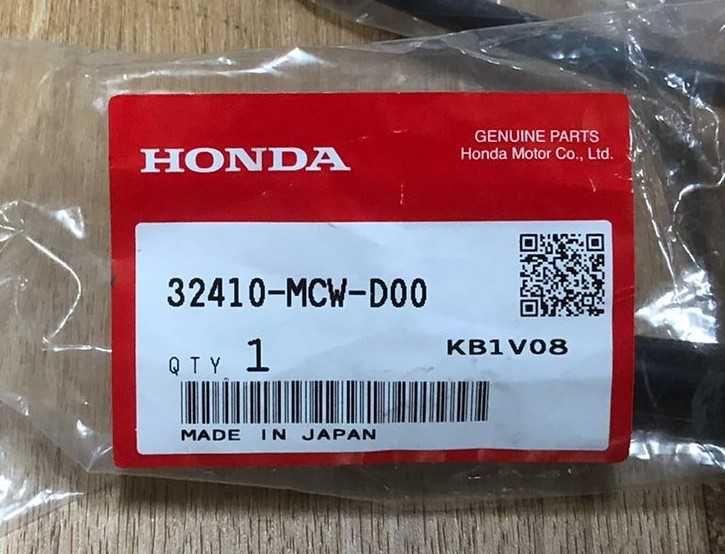 HONDA
GENUINE PARTS
Honda Motor Co., Ltd.
32410-MCW-D00
QTY 1
KB1V08
MADE IN JAPAN